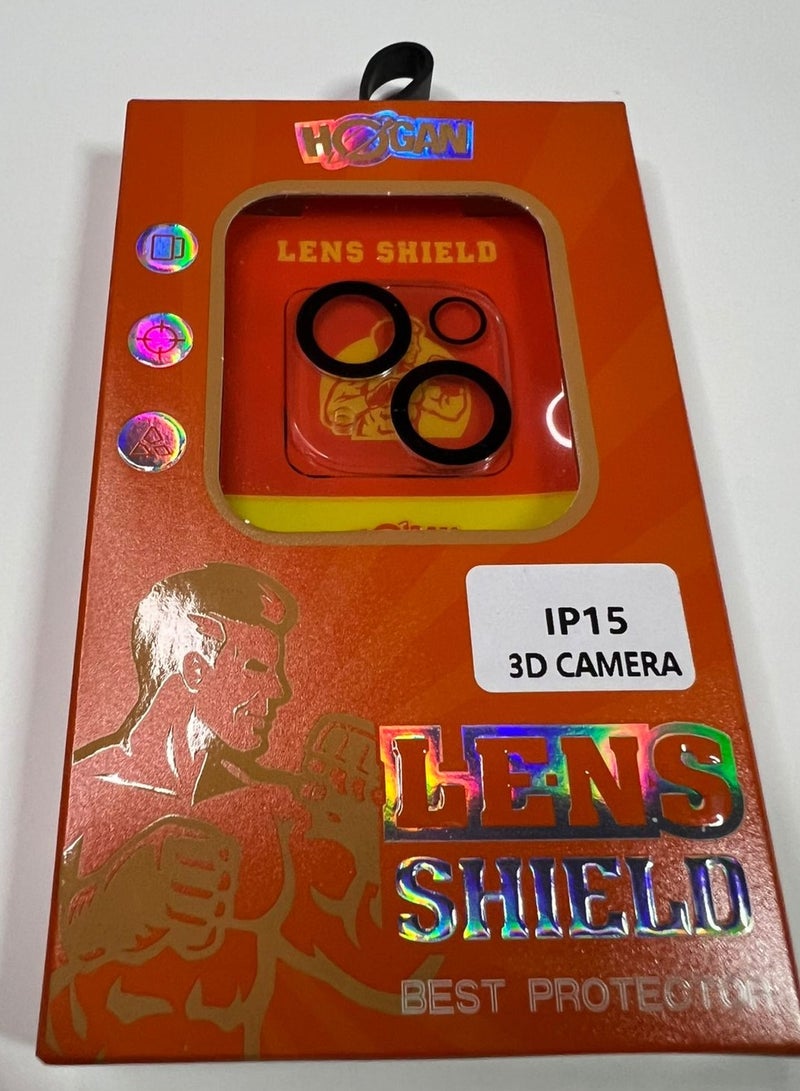 HOGAN
LENS SHIELD
IP15
3D CAMERA
LENS
SHIELD
BEST PROTECTOR